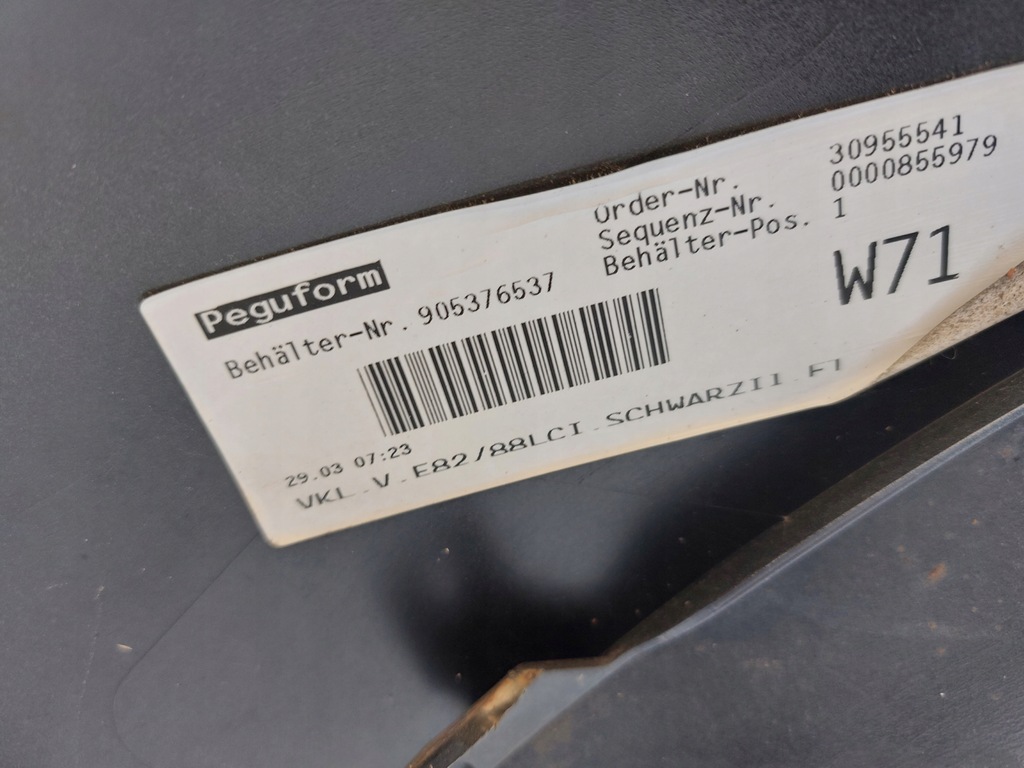 Peguform
Behälter-Nr. 905376537
Order-Nr. 30955541
Sequenz-Nr. 0000855979
Behälter-Pos. 1
W71
29.03 07:23
VKL.V.E82/88LCI.SCHWARZII